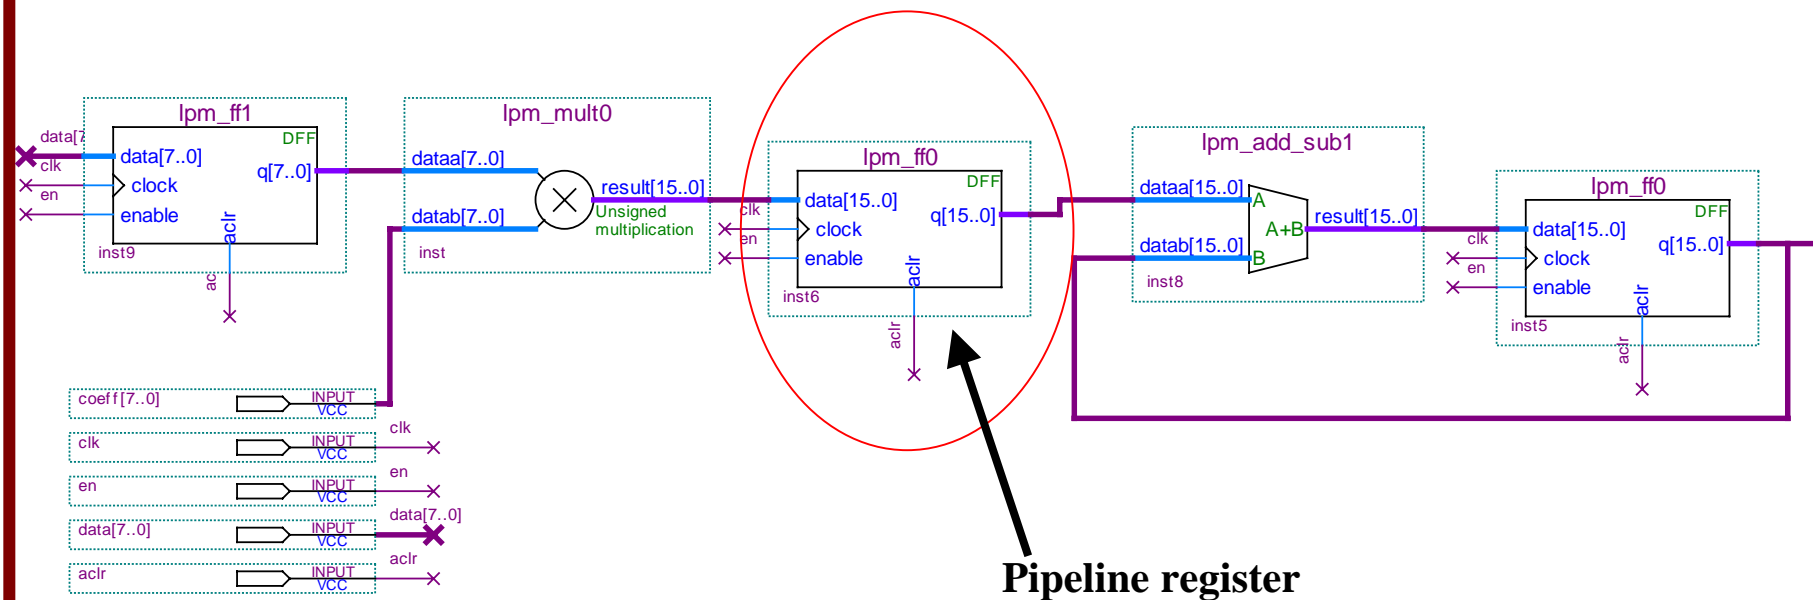 lpm_ff1
DFF
data[7
clk
en
data[7..0]
clock
enable
q[7..0]
aclr
inst9
ac
lpm_mult0
dataa[7..0]
datab[7..0]
result[15..0]
Unsigned
multiplication
inst
lpm_ff0
DFF
clk
en
data[15..0]
clock
enable
q[15..0]
aclr
inst6
aclr
lpm_add_sub1
dataa[15..0]
A
A+B
result[15..0]
datab[15..0]
B
inst8
lpm_ff0
DFF
clk
en
data[15..0]
clock
enable
q[15..0]
aclr
inst5
aclr
coeff[7..0]
INPUT
VCC
clk
INPUT
VCC
clk
en
INPUT
VCC
en
data[7..0]
INPUT
VCC
data[7..0]
aclr
INPUT
VCC
aclr
Pipeline register